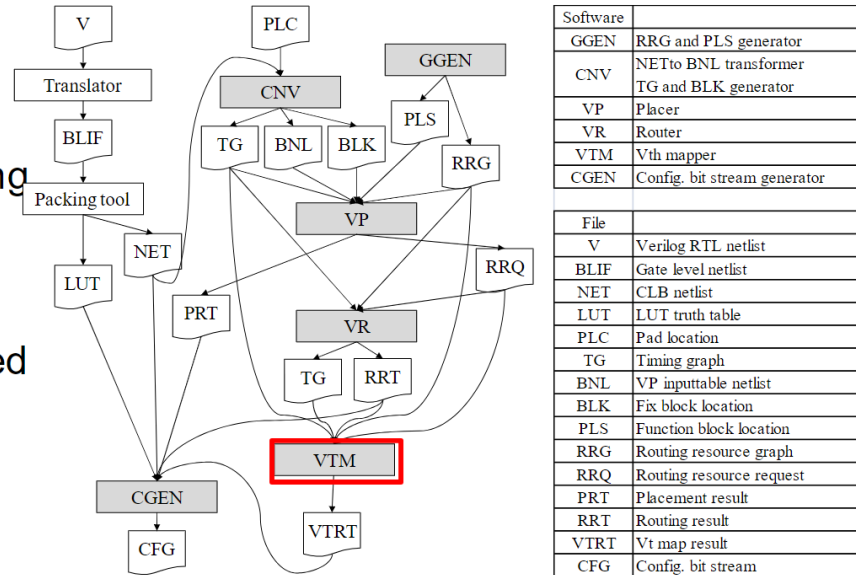 V
PLC
GGEN
Translator
CNV
PLS
BLIF
TG
BNL
BLK
RRG
ng
Packing tool
VP
NET
RRQ
LUT
PRT
VR
ed
TG
RRT
VTM
CGEN
VTRT
CFG
Software
GGEN RRG and PLS generator
CNV NETto BNL transformer
TG and BLK generator
VP Placer
VR Router
VTM Vth mapper
CGEN Config. bit stream generator
File
V Verilog RTL netlist
BLIF Gate level netlist
NET CLB netlist
LUT LUT truth table
PLC Pad location
TG Timing graph
BNL VP inputtable netlist
BLK Fix block location
PLS Function block location
RRG Routing resource graph
RRQ Routing resource request
PRT Placement result
RRT Routing result
VTRT Vt map result
CFG Config. bit stream